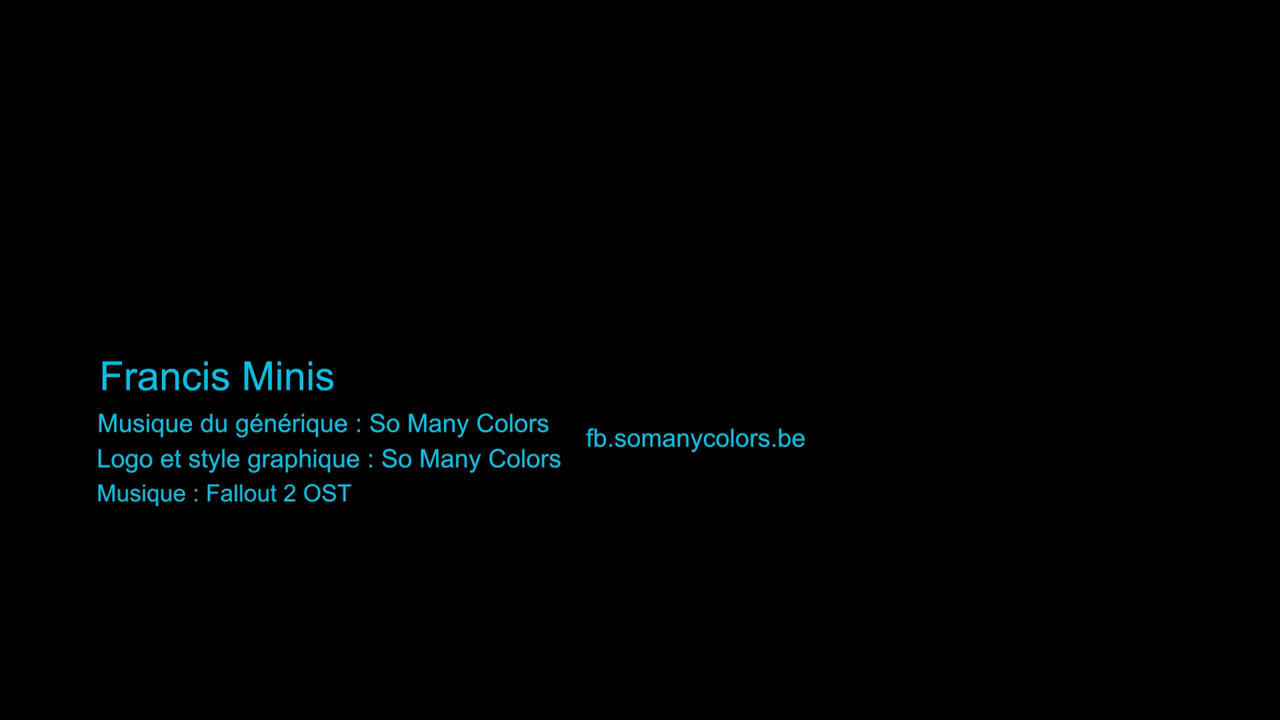 Francis Minis
Musique du générique : So Many Colors
fb.somanycolors.be
Logo et style graphique : So Many Colors
Musique : Fallout 2 OST